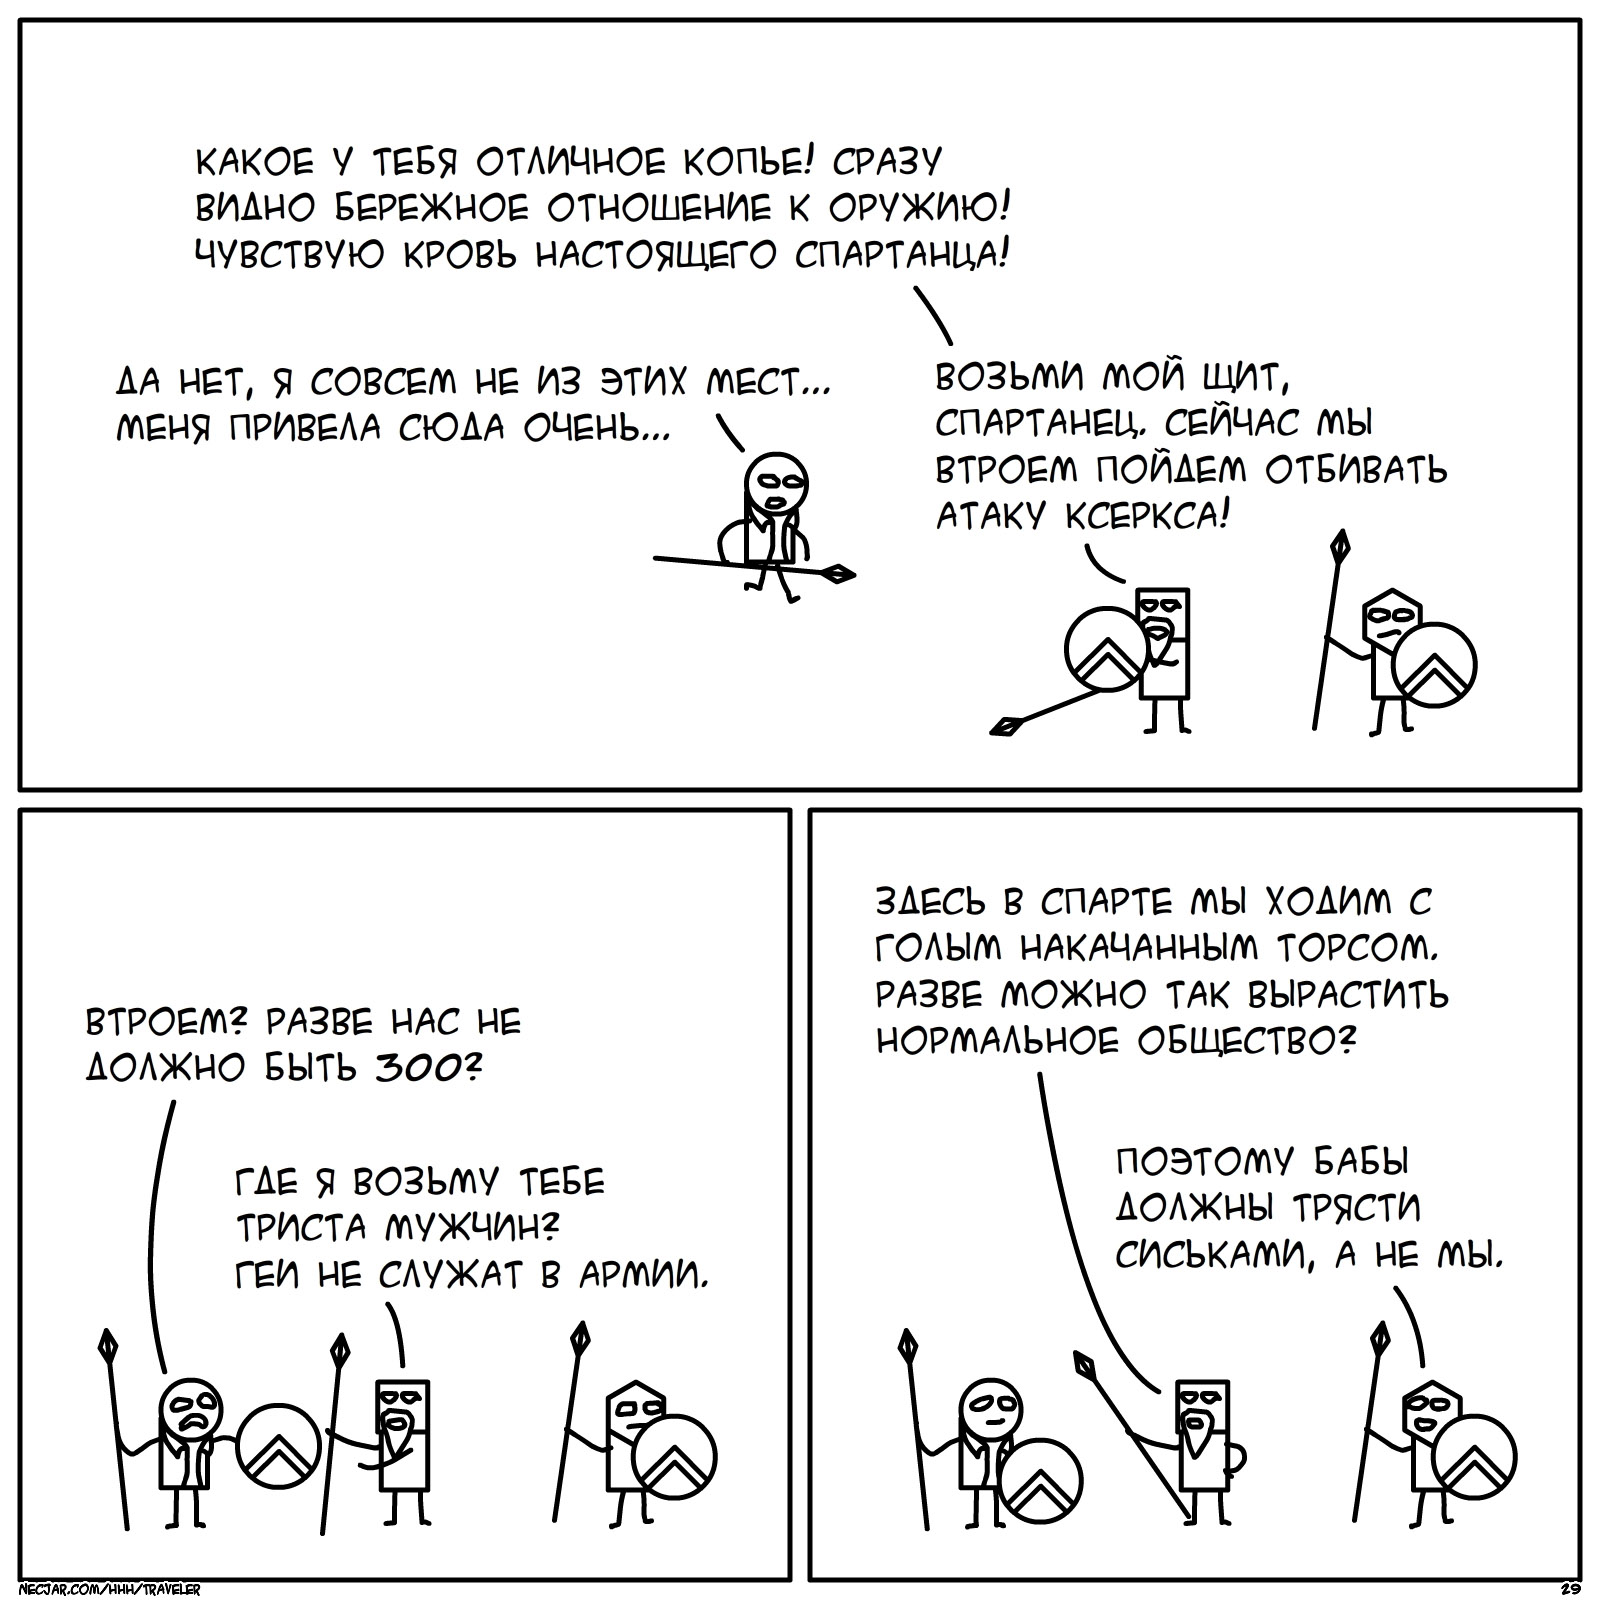 КАКОЕ У ТЕБЯ ОТЛИЧНОЕ КОПЬЕ! СРАЗУ
ВИДНО БЕРЕЖНОЕ ОТНОШЕНИЕ К ОРУЖИЮ!
ЧУВСТВУЮ КРОВЬ НАСТОЯЩЕГО СПАРТАНЦА!
ДА НЕТ, Я СОВСЕМ НЕ ИЗ ЭТИХ МЕСТ...
МЕНЯ ПРИВЕЛА СЮДА ОЧЕНЬ...
ВОЗЬМИ МОЙ ЩИТ,
СПАРТАНЕЦ. СЕЙЧАС МЫ
ВТРОЕМ ПОЙДЕМ ОТБИВАТЬ
АТАКУ КСЕРКСА!
ВТРОЕМ? РАЗВЕ НАС НЕ
ДОЛЖНО БЫТЬ 300?
ГДЕ Я ВОЗЬМУ ТЕБЕ
ТРИСТА МУЖЧИН?
ГЕИ НЕ СЛУЖАТ В АРМИИ.
ЗДЕСЬ В СПАРТЕ МЫ ХОДИМ С
ГОЛЫМ НАКАЧАННЫМ ТОРСОМ.
РАЗВЕ МОЖНО ТАК ВЫРАСТИТЬ
НОРМАЛЬНОЕ ОБЩЕСТВО?
ПОЭТОМУ БАБЫ
ДОЛЖНЫ ТРЯСТИ
СИСЬКАМИ, А НЕ МЫ.
NECJAR.COM/HHH/TRAVELER
29